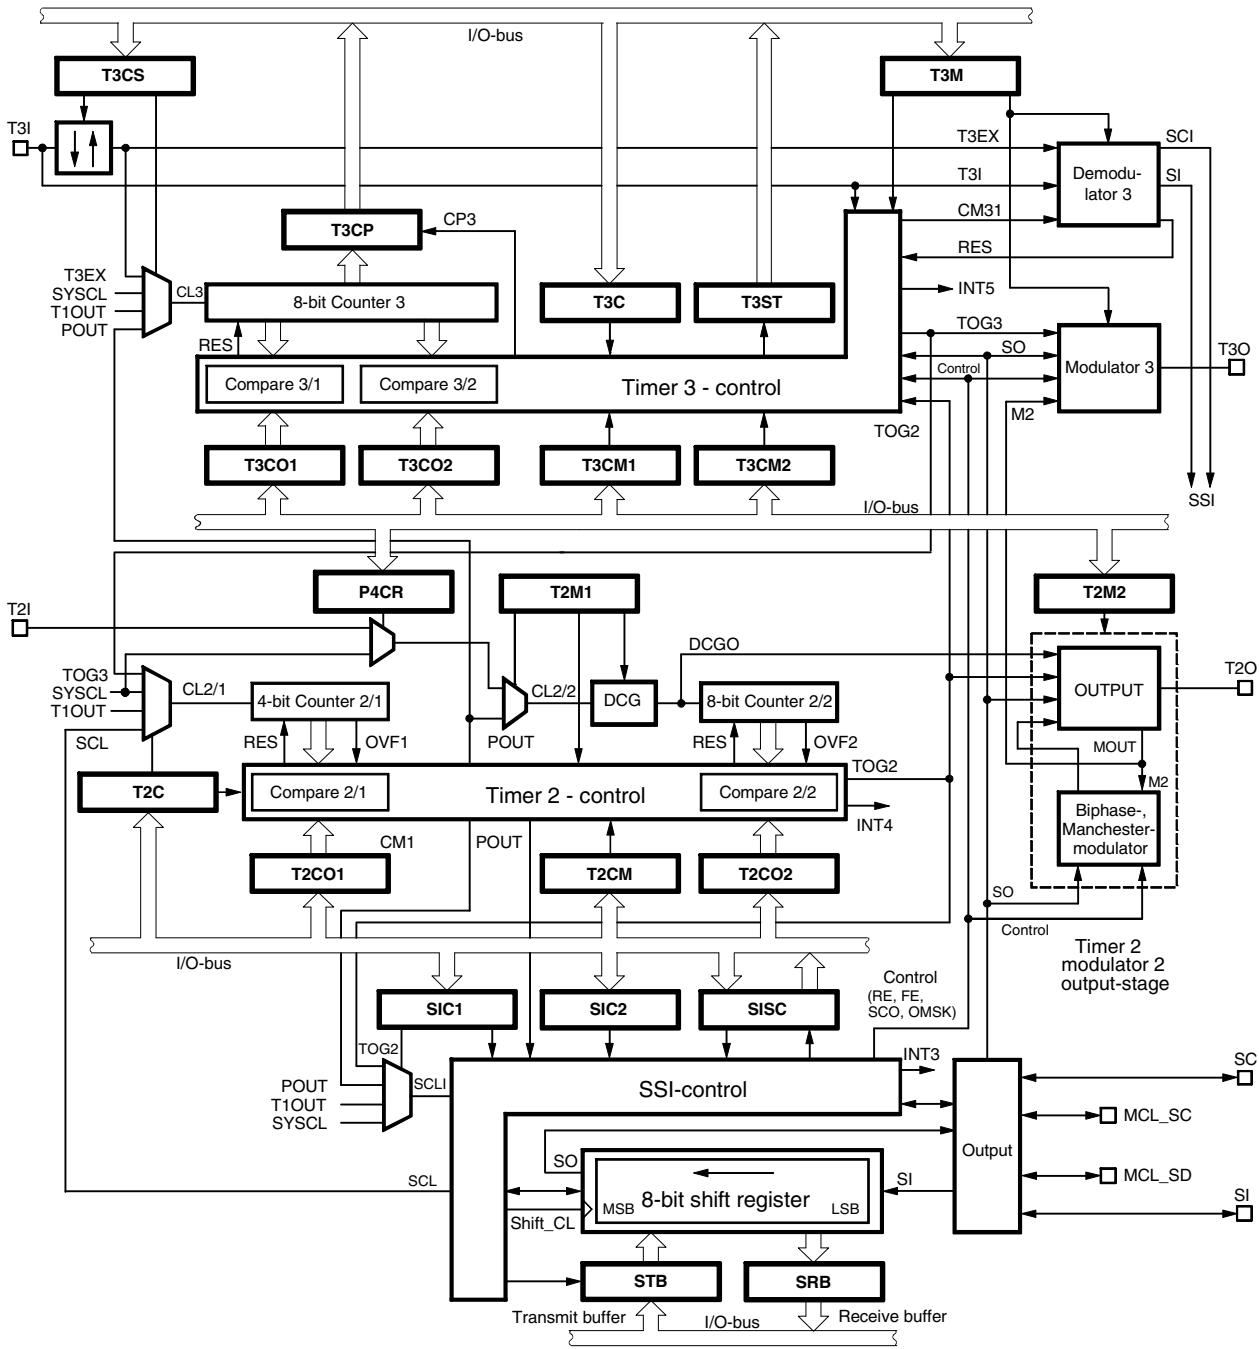 I/O-bus
T3CS
T3M
T3I
T3EX
SCI
T3I
SI
Demodu-
lator 3
CM31
T3CP
CP3
RES
T3EX
SYSCL
T1OUT
POUT
CL3
8-bit Counter 3
T3C
T3ST
INT5
TOG3
RES
SO
Control
Modulator 3
T3O
Compare 3/1
Compare 3/2
Timer 3 - control
M2
TOG2
T3CO1
T3CO2
T3CM1
T3CM2
SSI
I/O-bus
P4CR
T2M1
T2M2
T2I
DCGO
TOG3
SYSCL
T1OUT
SCL
CL2/1
4-bit Counter 2/1
CL2/2
DCG
8-bit Counter 2/2
OUTPUT
T2O
RES
OVF1
POUT
RES
OVF2
MOUT
TOG2
M2
T2C
Compare 2/1
Timer 2 - control
Compare 2/2
INT4
Biphase-,
Manchester-
modulator
CM1
POUT
T2CO1
T2CM
T2CO2
SO
Control
I/O-bus
Timer 2
modulator 2
output-stage
SIC1
SIC2
SISC
Control
(RE, FE,
SCO, OMSK)
TOG2
POUT
T1OUT
SYSCL
SCLI
SSI-control
INT3
SC
MCL_SC
Output
SO
SCL
MSB
8-bit shift register
LSB
SI
MCL_SD
SI
Shift_CL
STB
SRB
Transmit buffer
I/O-bus
Receive buffer